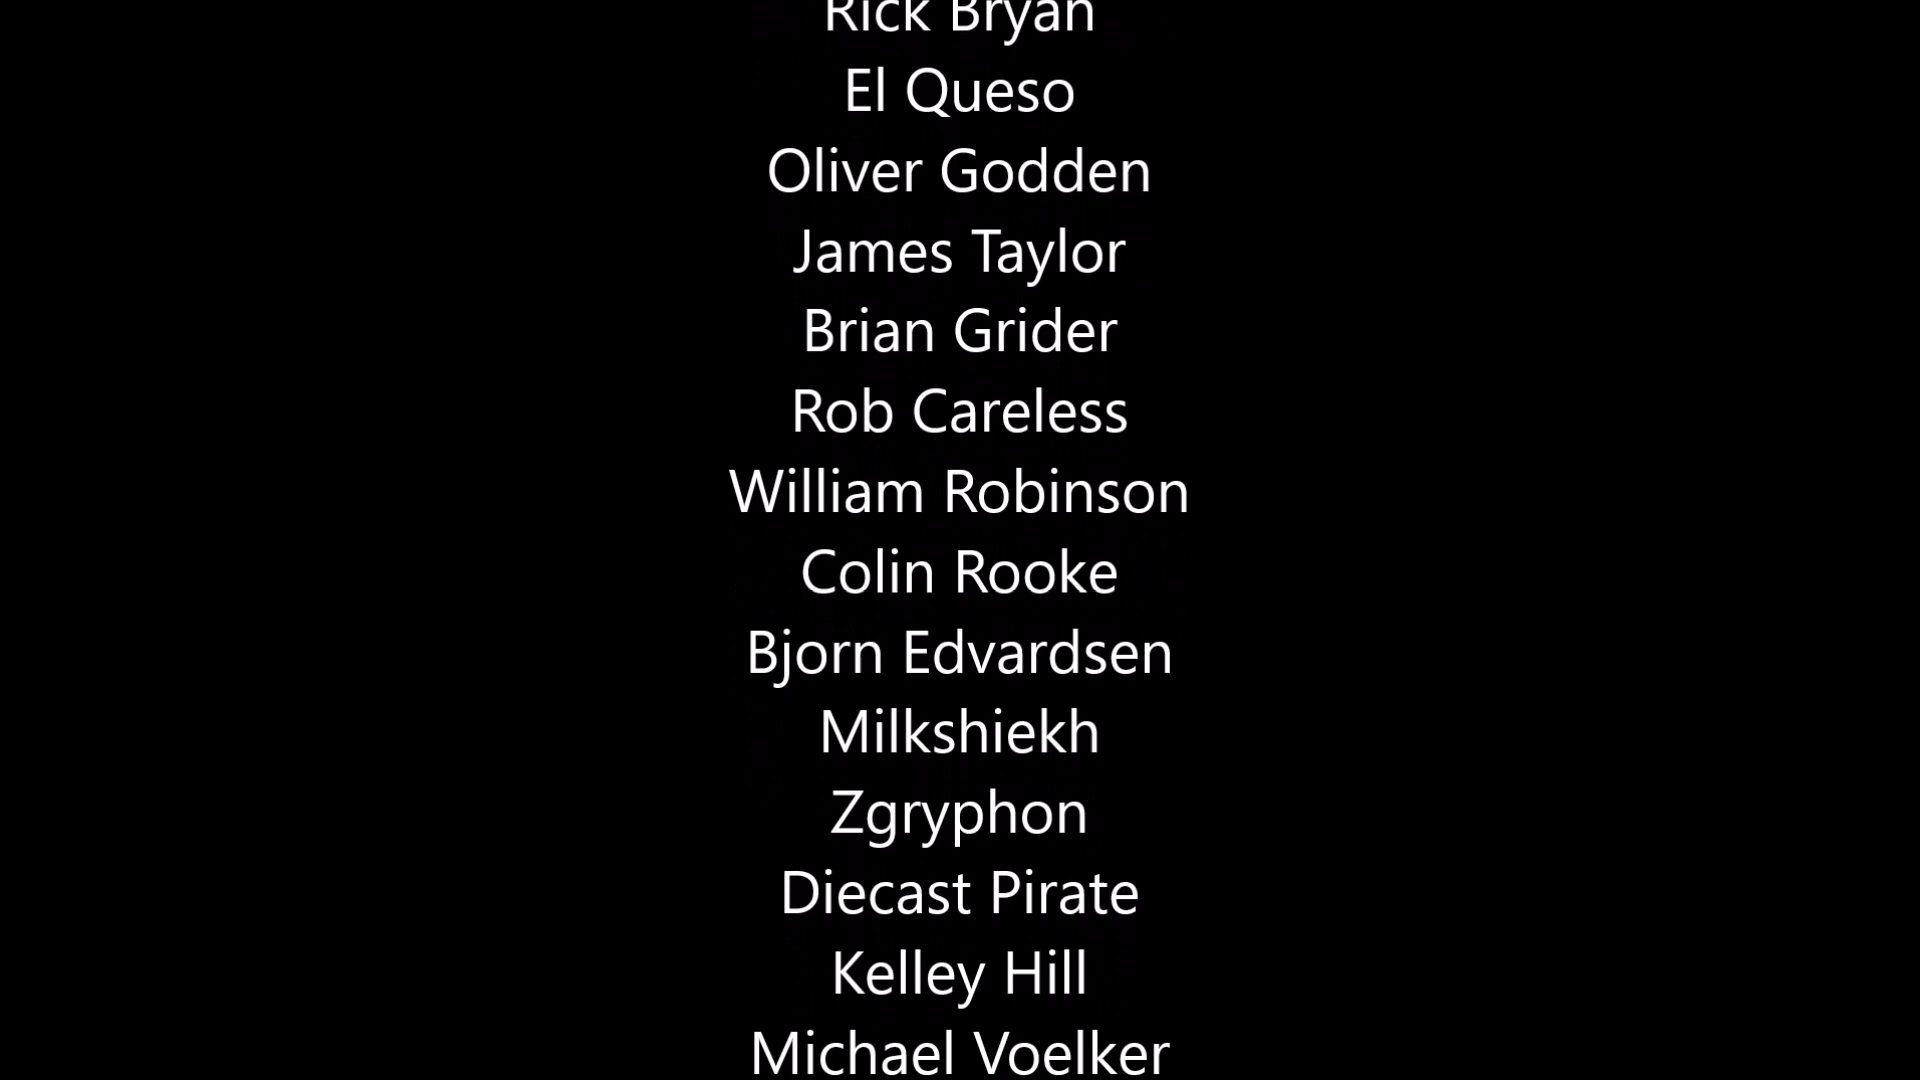 Rick Bryan
El Queso
Oliver Godden
James Taylor
Brian Grider
Rob Careless
William Robinson
Colin Rooke
Bjorn Edvardsen
Milkshiekh
Zgryphon
Diecast Pirate
Kelley Hill
Michael Voelker